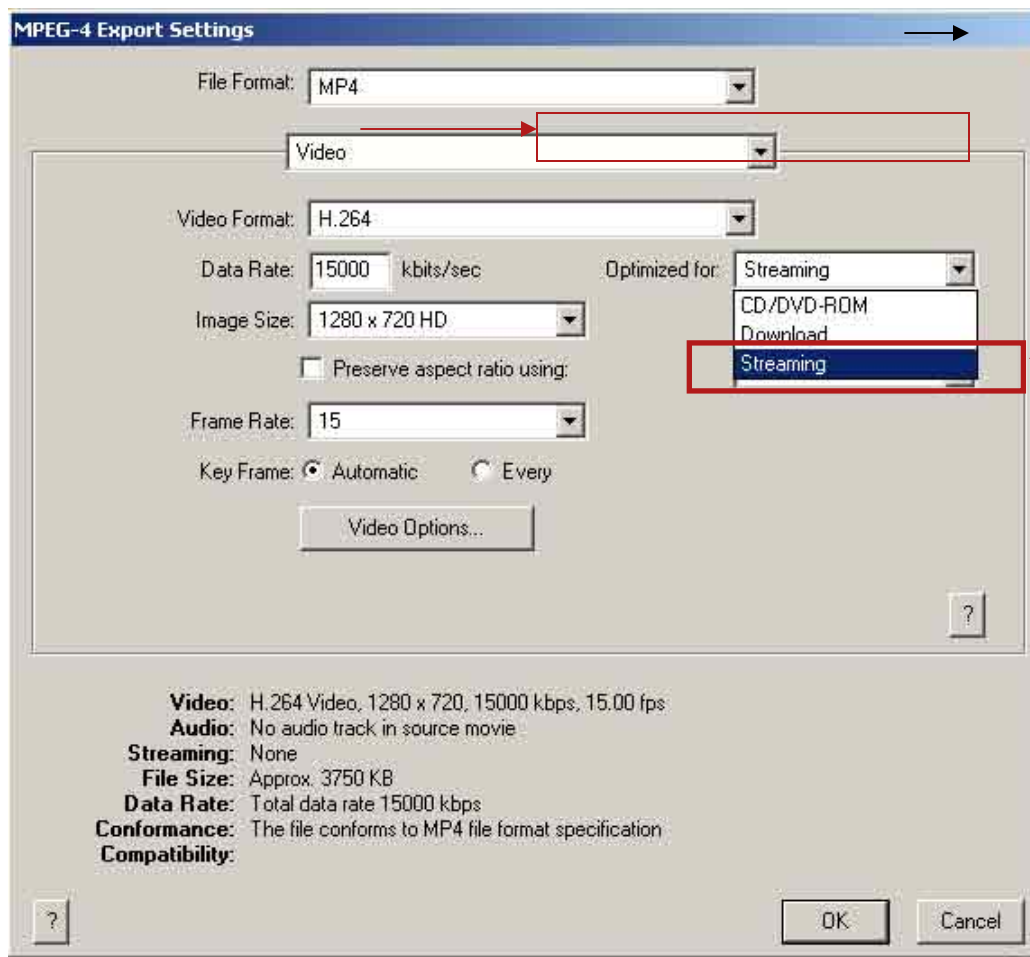 MPEG-4 Export Settings
File Format: MP4
Video
Video Format: H.264
Data Rate: 15000 kbits/sec Optimized for: Streaming
CD/DVD-ROM
Image Size: 1280 x 720 HD
Download
Streaming
Preserve aspect ratio using:
Frame Rate: 15
Key Frame: Automatic Every
Video Options...
?
Video: H.264 Video, 1280 x 720, 15000 kbps, 15.00 fps
Audio: No audio track in source movie
Streaming: None
File Size: Approx. 3750 KB
Data Rate: Total data rate 15000 kbps
Conformance: The file conforms to MP4 file format specification
Compatibility:
? OK Cancel